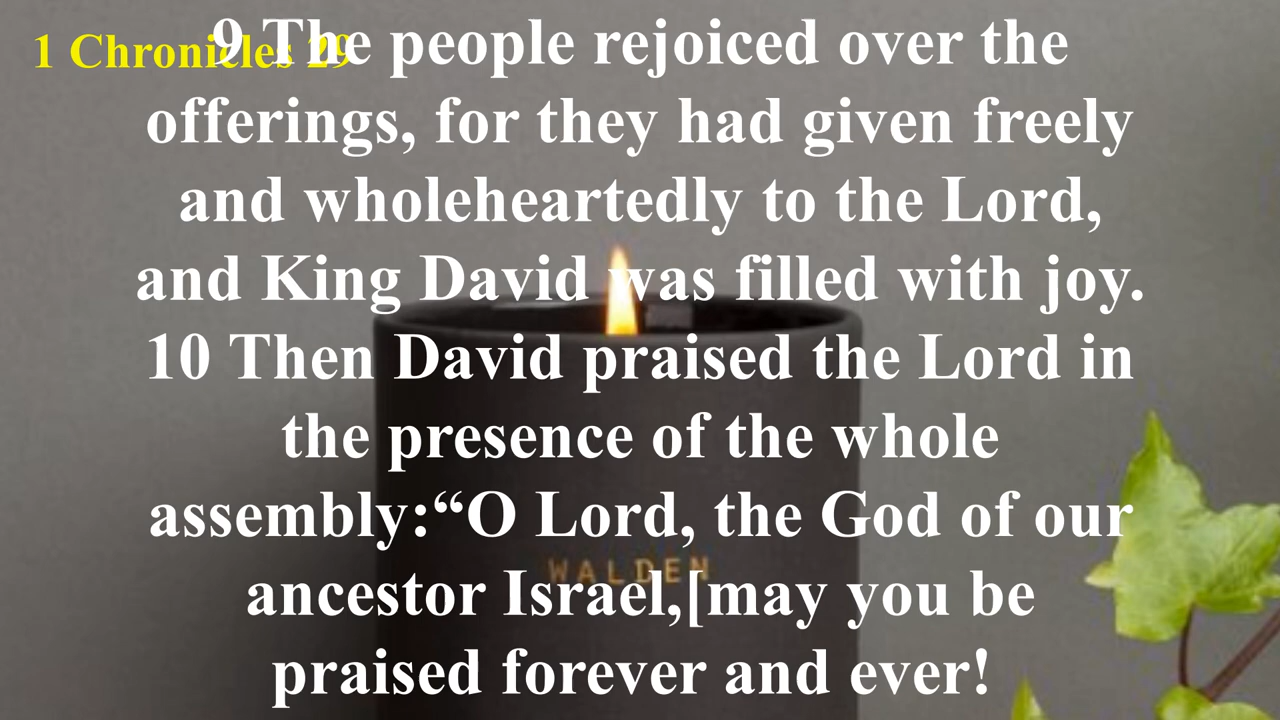 1 Chronicles 29
9 The people rejoiced over the
offerings, for they had given freely
and wholeheartedly to the Lord,
and King David was filled with joy.
10 Then David praised the Lord in
the presence of the whole
assembly:“O Lord, the God of our
WALDEN
ancestor Israel,[may you be
praised forever and ever!